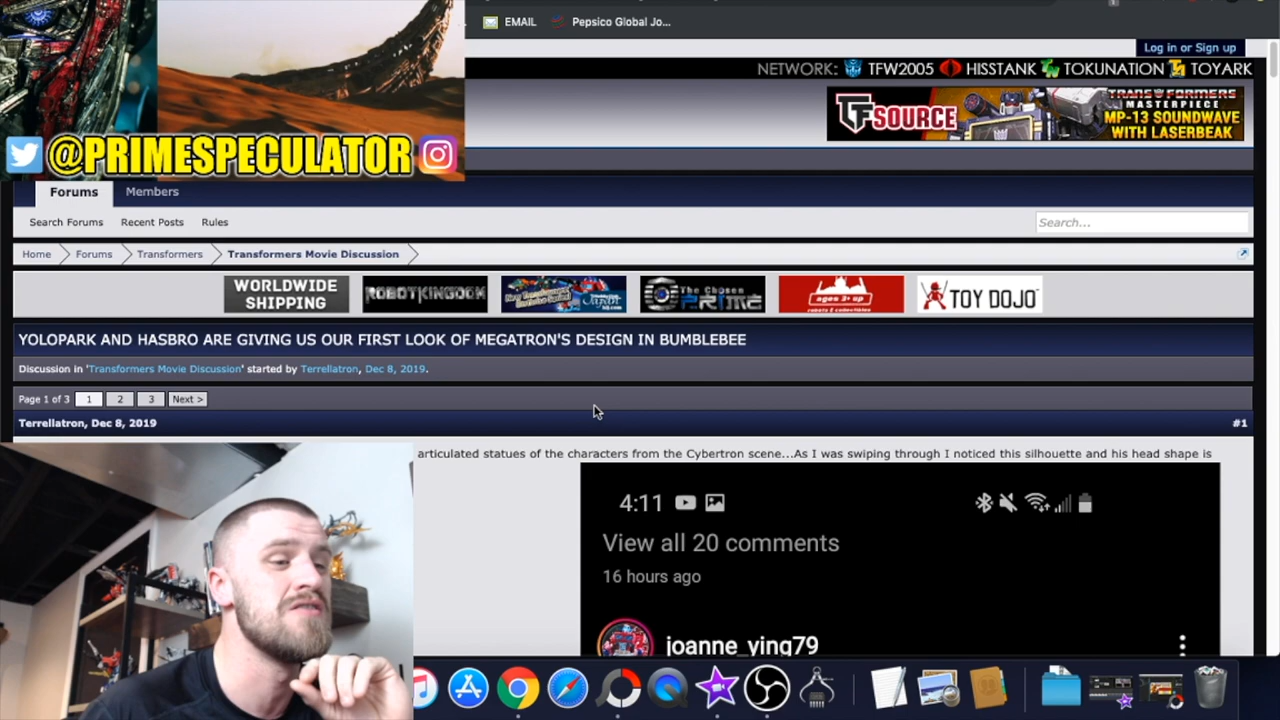 EMAIL
Pepsico Global Jo...
Log in or Sign up
NETWORK: TFW2005 HISSTANK TOKUNATION TOYARK
TFSOURCE
TRANSFORMERS
MASTERPIECE
MP-13 SOUNDWAVE
WITH LASERBEAK
@PRIMESPECULATOR
Forums
Members
Search Forums
Recent Posts
Rules
Search...
Home
Forums
Transformers
Transformers Movie Discussion
WORLDWIDE
SHIPPING
ROBOTKINGDOM
The Chosen
PRIME
ages 3+ up
robots & collectibles
TOY DOJO
YOLOPARK AND HASBRO ARE GIVING US OUR FIRST LOOK OF MEGATRON'S DESIGN IN BUMBLEBEE
Discussion in 'Transformers Movie Discussion' started by Terrellatron, Dec 8, 2019.
Page 1 of 3
1
2
3
Next >
Terrellatron, Dec 8, 2019
#1
articulated statues of the characters from the Cybertron scene...As I was swiping through I noticed this silhouette and his head shape is
4:11
View all 20 comments
16 hours ago
joanne_ying79